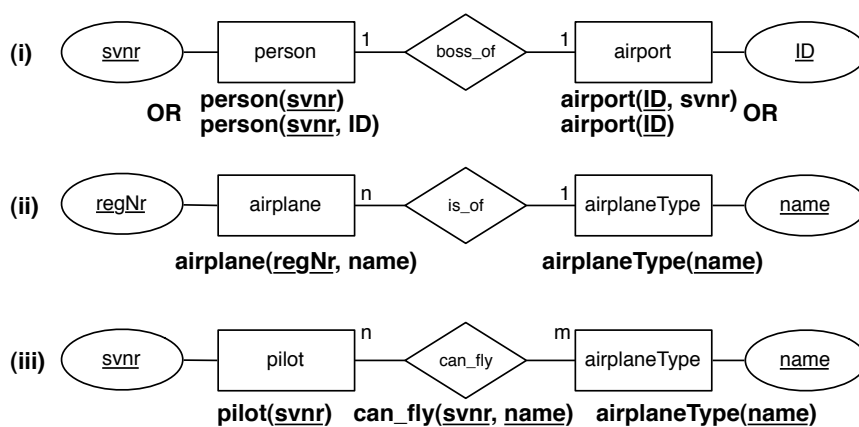 (i) svnr person 1 boss_of 1 airport ID
OR person(svnr) airport(ID, svnr) OR
person(svnr, ID) airport(ID)
(ii) regNr airplane n is_of 1 airplaneType name
airplane(regNr, name) airplaneType(name)
(iii) svnr pilot n can_fly m airplaneType name
pilot(svnr) can_fly(svnr, name) airplaneType(name)